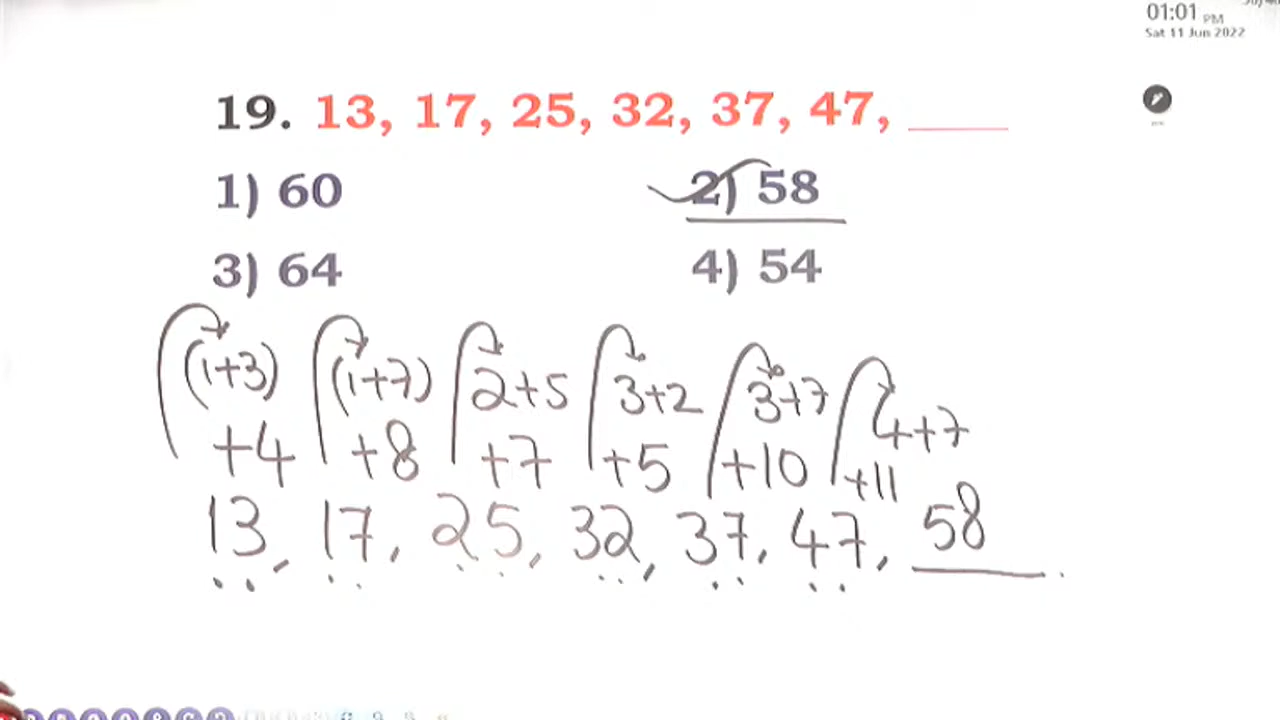 01:01 PM
Sat 11 Jun 2022
19. 13, 17, 25, 32, 37, 47, ____
1) 60
2) 58
3) 64
4) 54
(1+3) (1+7) 2+5 3+2 3+7 4+7
+4 +8 +7 +5 +10 +11
13, 17, 25, 32, 37, 47, 58